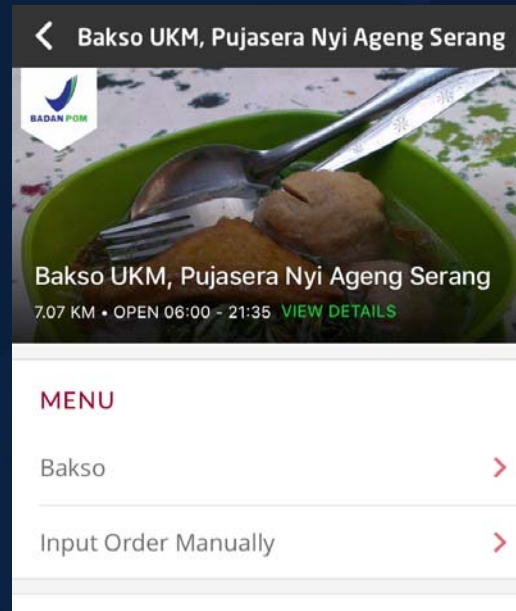 Bakso UKM, Pujasera Nyi Ageng Serang
BADAN POM
Bakso UKM, Pujasera Nyi Ageng Serang
7.07 KM • OPEN 06:00 - 21:35 VIEW DETAILS
MENU
Bakso
Input Order Manually